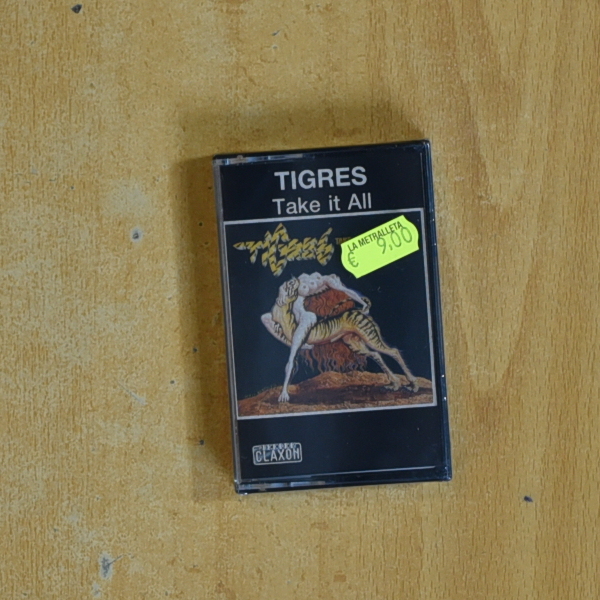 TIGRES
Take it All
LA METRALLETA
€ 9,00
CLAXON